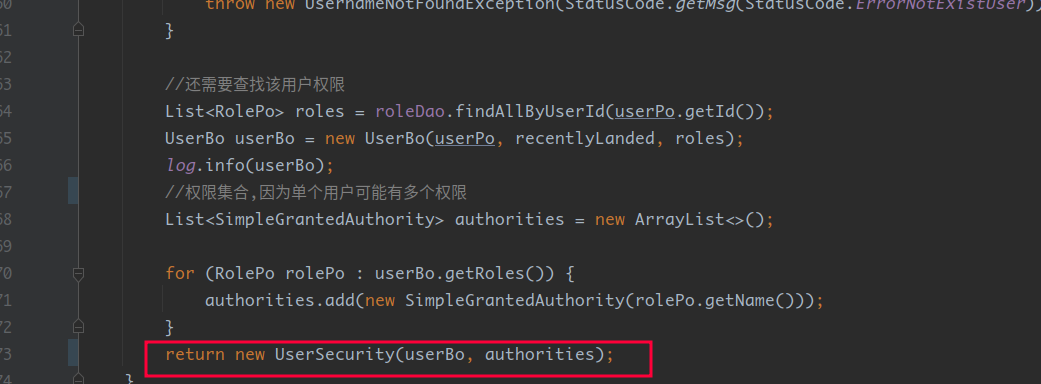 60 throw new UsernameNotFoundException(StatusCode.getMsg(StatusCode.ErrorNotExistUser))
61 }
62
63 //还需要查找该用户权限
64 List<RolePo> roles = roleDao.findAllByUserId(userPo.getId());
65 UserBo userBo = new UserBo(userPo, recentlyLanded, roles);
66 log.info(userBo);
67 //权限集合,因为单个用户可能有多个权限
68 List<SimpleGrantedAuthority> authorities = new ArrayList<>();
69
70 for (RolePo rolePo : userBo.getRoles()) {
71 authorities.add(new SimpleGrantedAuthority(rolePo.getName()));
72 }
73 return new UserSecurity(userBo, authorities);
74 }